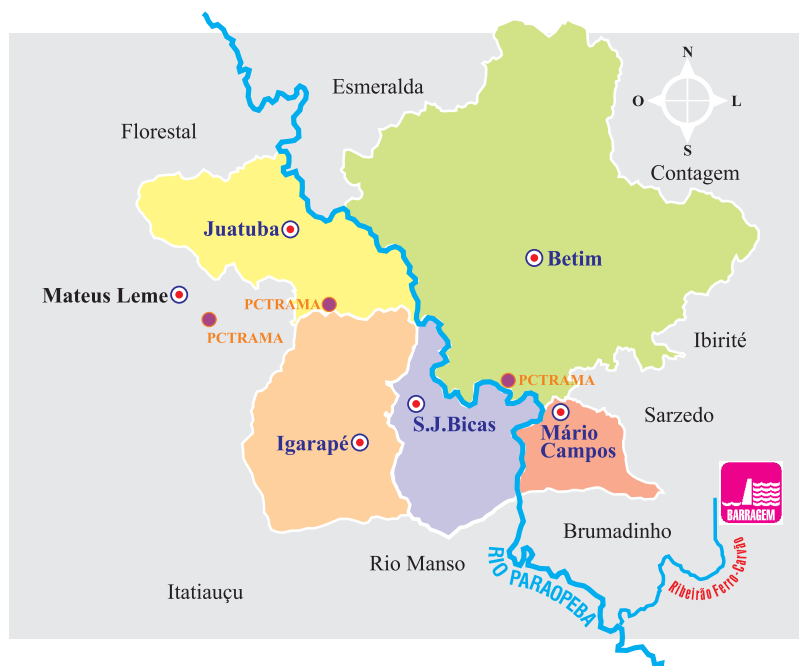 N
Esmeralda
O
L
Florestal
S
Contagem
Juatuba
Betim
Mateus Leme
PCTRAMA
PCTRAMA
Ibirité
PCTRAMA
S.J.Bicas
Sarzedo
Mário
Campos
Igarapé
BARRAGEM
Brumadinho
Rio Manso
RIO PARAOPEBA
Ribeirão Ferro-Carvão
Itatiauçu